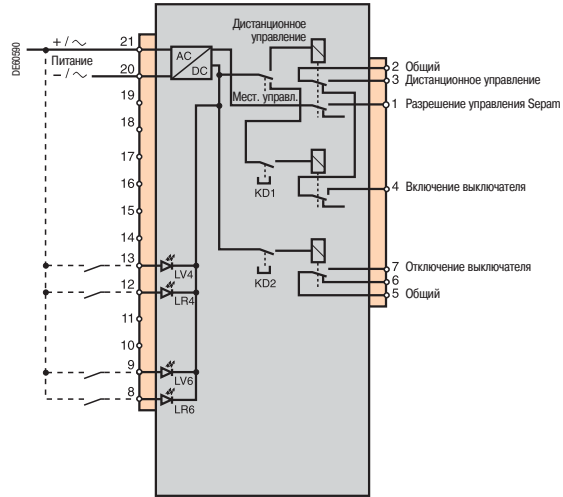 DE80590
+ / ~
21
Питание
– / ~
20
19
18
17
16
15
14
13
12
11
10
9
8
AC
DC
Дистанционное
управление
Мест. управл.
KD1
KD2
LV4
LR4
LV6
LR6
2 Общий
3 Дистанционное управление
1 Разрешение управления Sepam
4 Включение выключателя
7 Отключение выключателя
6
5 Общий